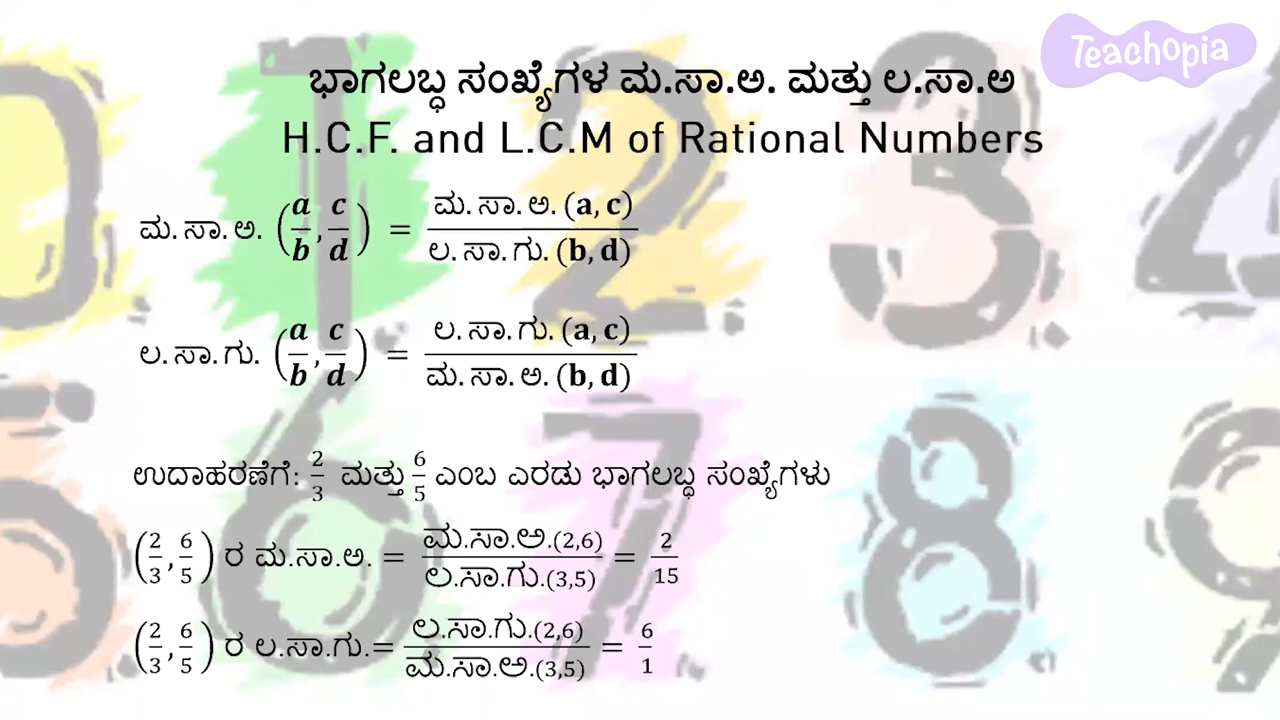 Teachopia
ಭಾಗಲಬ್ಧ ಸಂಖ್ಯೆಗಳ ಮ.ಸಾ.ಅ. ಮತ್ತು ಲ.ಸಾ.ಅ
H.C.F. and L.C.M of Rational Numbers
ಮ. ಸಾ. ಅ. (a/b, c/d) = ಮ. ಸಾ. ಅ. (a, c) / ಲ. ಸಾ. ಗು. (b, d)
ಲ. ಸಾ. ಗು. (a/b, c/d) = ಲ. ಸಾ. ಗು. (a, c) / ಮ. ಸಾ. ಅ. (b, d)
ಉದಾಹರಣೆಗೆ: 2/3 ಮತ್ತು 6/5 ಎಂಬ ಎರಡು ಭಾಗಲಬ್ಧ ಸಂಖ್ಯೆಗಳು
(2/3, 6/5) ರ ಮ.ಸಾ.ಅ. = ಮ.ಸಾ.ಅ.(2,6) / ಲ.ಸಾ.ಗು.(3,5) = 2/15
(2/3, 6/5) ರ ಲ.ಸಾ.ಗು.= ಲ.ಸಾ.ಗು.(2,6) / ಮ.ಸಾ.ಅ.(3,5) = 6/1